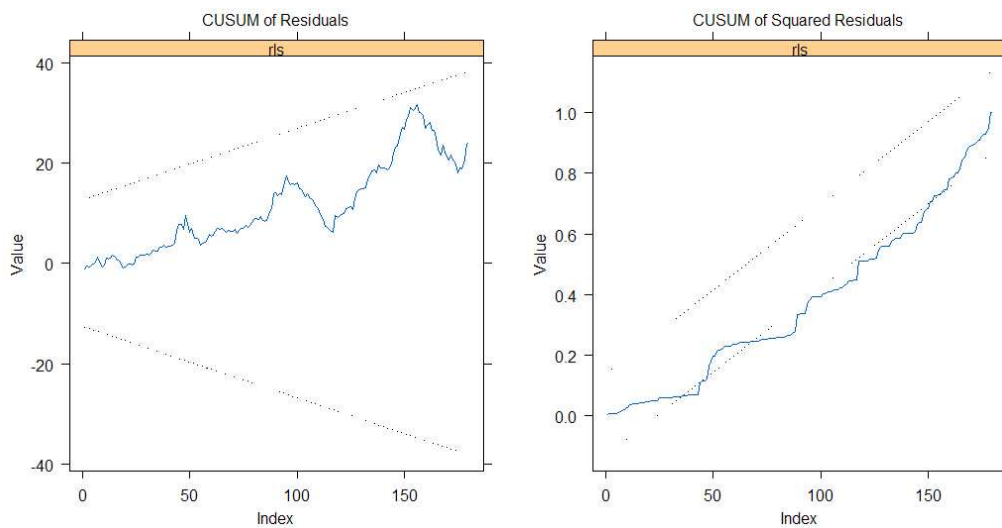 CUSUM of Residuals
rls
40
20
0
-20
-40
Value
0
50
100
150
Index
CUSUM of Squared Residuals
rls
1.0
0.8
0.6
0.4
0.2
0.0
Value
0
50
100
150
Index